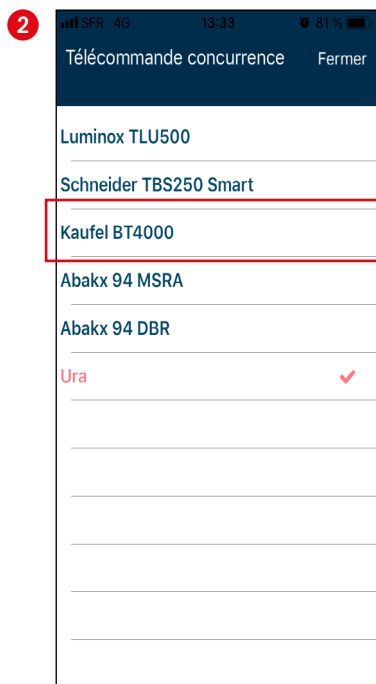 2
SFR 4G 13:33 81 %
Télécommande concurrence Fermer
Luminox TLU500
Schneider TBS250 Smart
Kaufel BT4000
Abakx 94 MSRA
Abakx 94 DBR
Ura